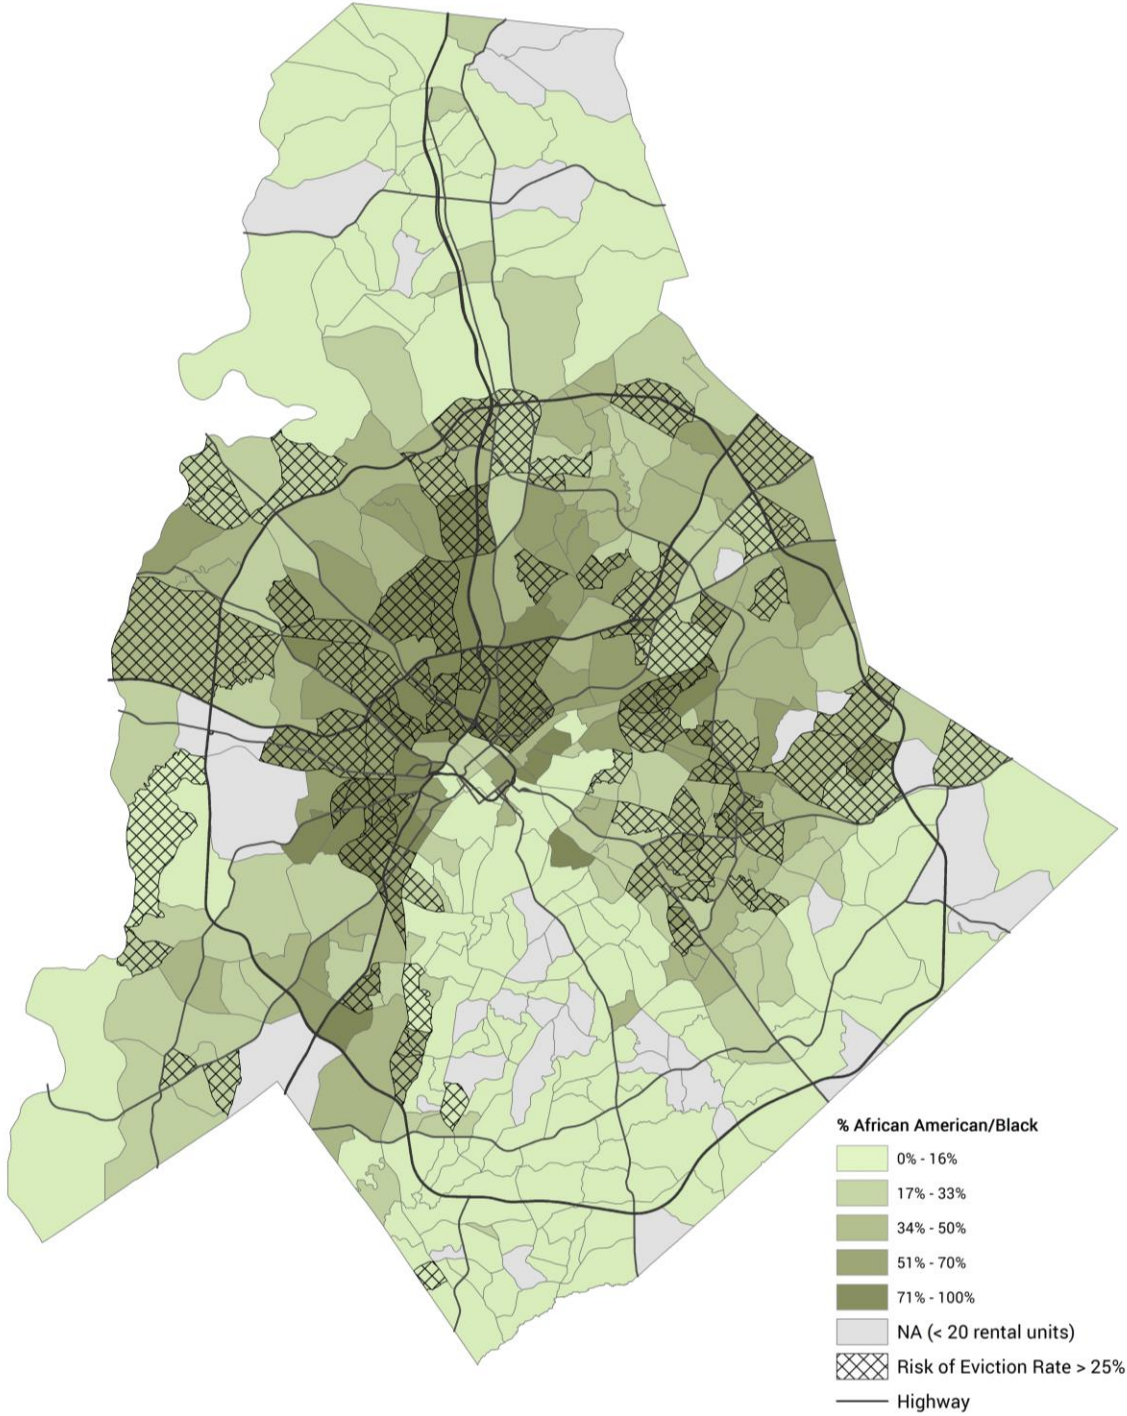 % African American/Black
0% - 16%
17% - 33%
34% - 50%
51% - 70%
71% - 100%
NA (< 20 rental units)
Risk of Eviction Rate > 25%
Highway